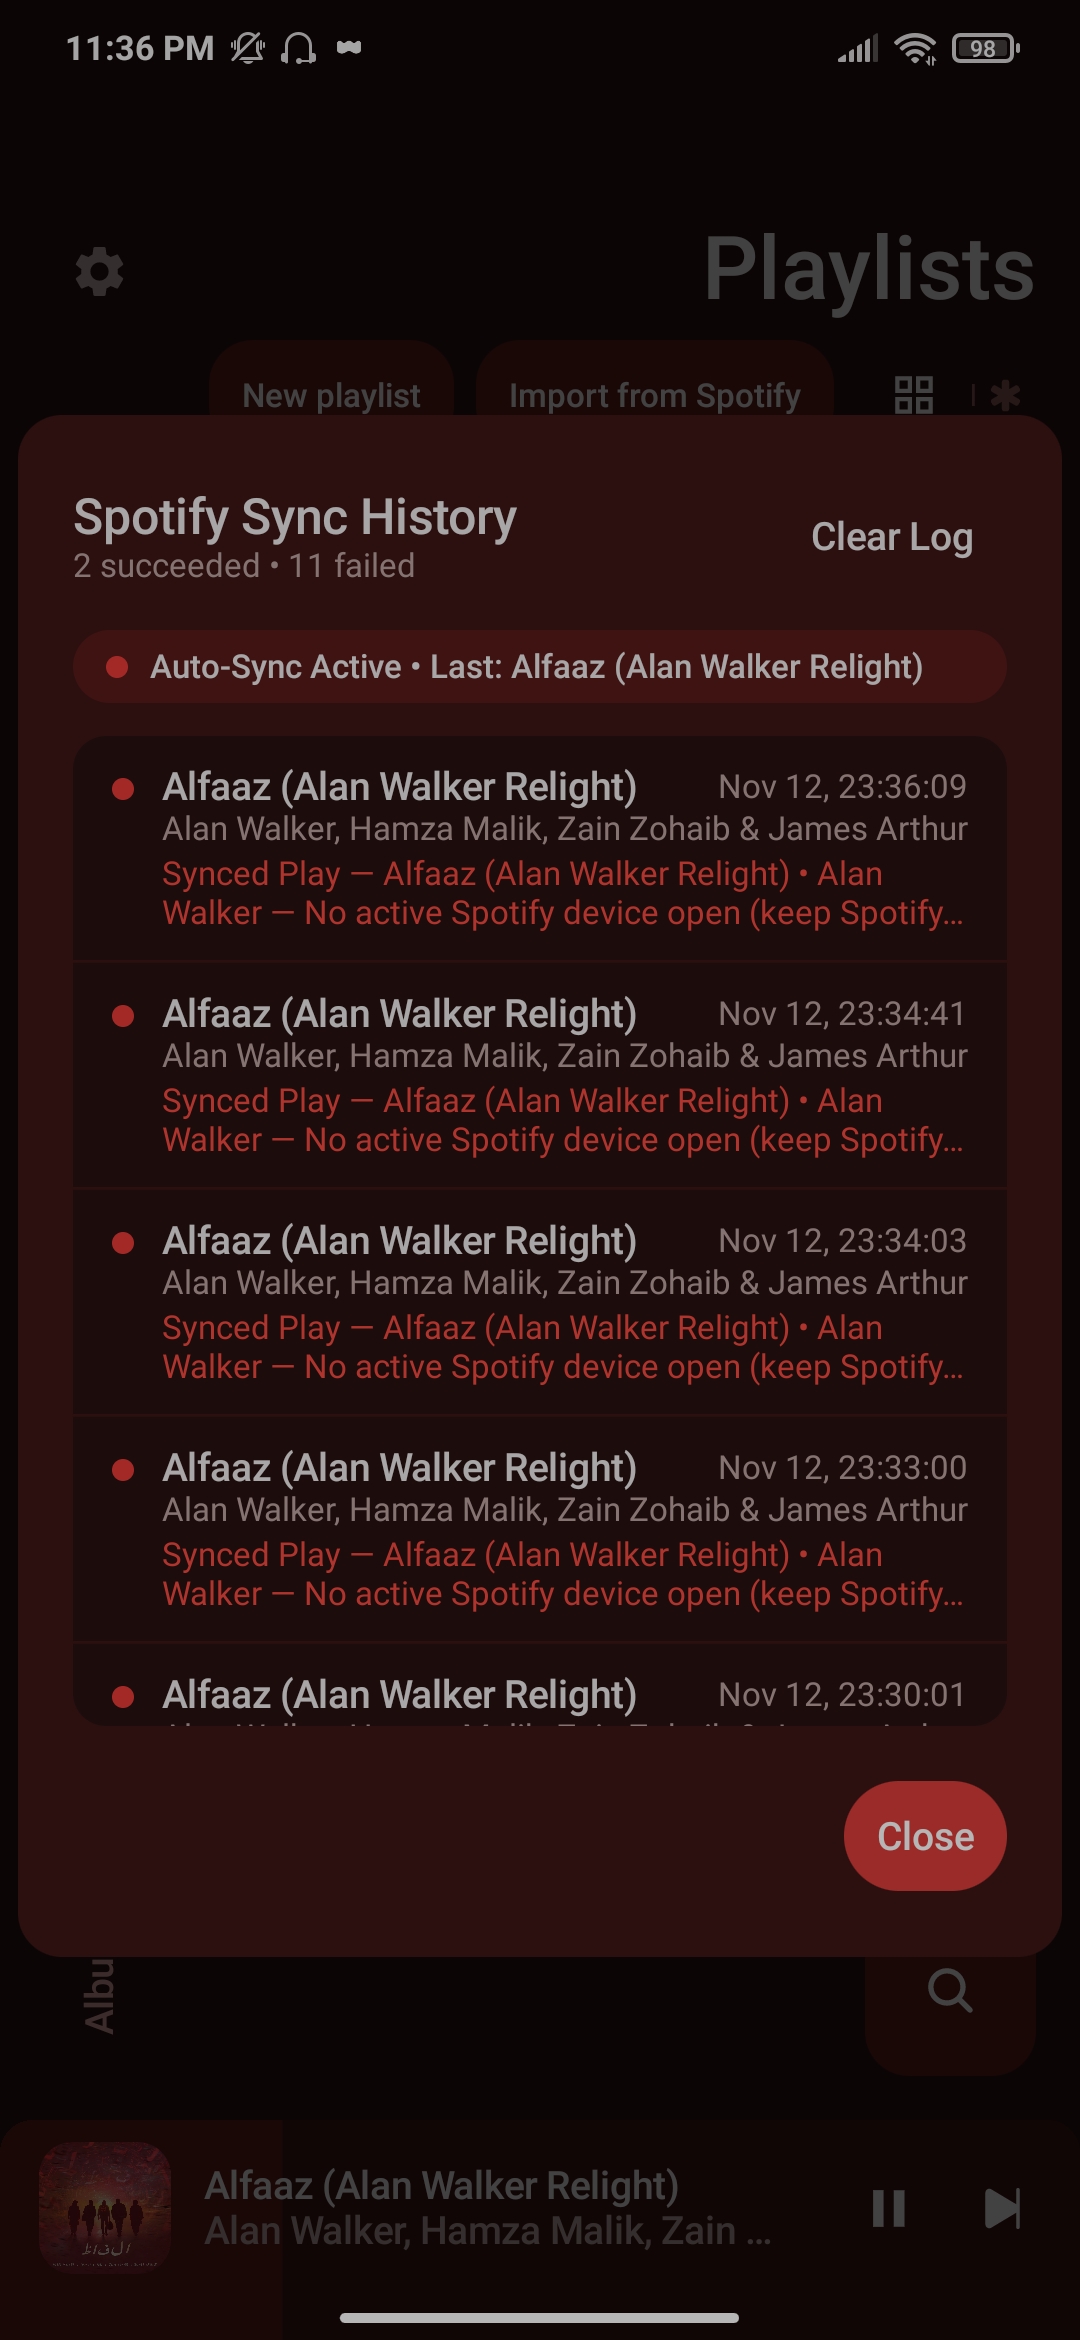 11:36 PM
98
Playlists
New playlist
Import from Spotify
Spotify Sync History
Clear Log
2 succeeded • 11 failed
Auto-Sync Active • Last: Alfaaz (Alan Walker Relight)
Alfaaz (Alan Walker Relight) Nov 12, 23:36:09
Alan Walker, Hamza Malik, Zain Zohaib & James Arthur
Synced Play — Alfaaz (Alan Walker Relight) • Alan
Walker — No active Spotify device open (keep Spotify…
Alfaaz (Alan Walker Relight) Nov 12, 23:34:41
Alan Walker, Hamza Malik, Zain Zohaib & James Arthur
Synced Play — Alfaaz (Alan Walker Relight) • Alan
Walker — No active Spotify device open (keep Spotify…
Alfaaz (Alan Walker Relight) Nov 12, 23:34:03
Alan Walker, Hamza Malik, Zain Zohaib & James Arthur
Synced Play — Alfaaz (Alan Walker Relight) • Alan
Walker — No active Spotify device open (keep Spotify…
Alfaaz (Alan Walker Relight) Nov 12, 23:33:00
Alan Walker, Hamza Malik, Zain Zohaib & James Arthur
Synced Play — Alfaaz (Alan Walker Relight) • Alan
Walker — No active Spotify device open (keep Spotify…
Alfaaz (Alan Walker Relight) Nov 12, 23:30:01
Close
Albu
Alfaaz (Alan Walker Relight)
Alan Walker, Hamza Malik, Zain ...